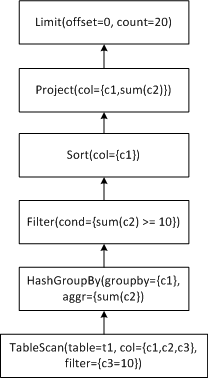 Limit(offset=0, count=20)
Project(col={c1,sum(c2)})
Sort(col={c1})
Filter(cond={sum(c2) >= 10})
HashGroupBy(groupby={c1},
aggr={sum(c2})
TableScan(table=t1, col={c1,c2,c3},
filter={c3=10})